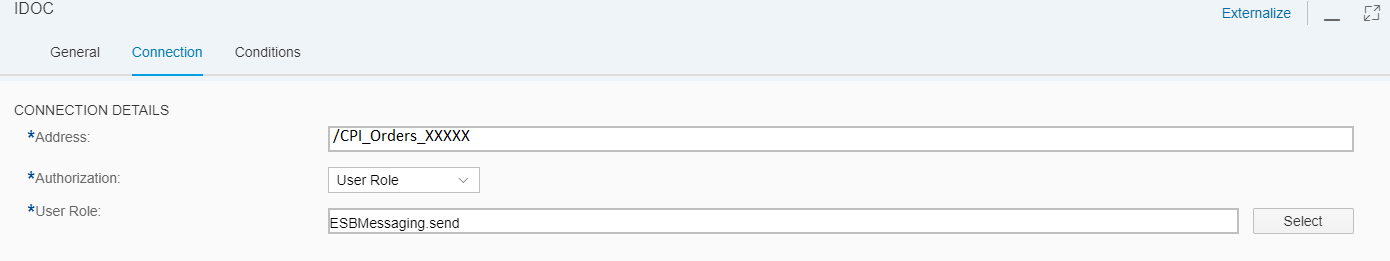 IDOC
Externalize
General Connection Conditions
CONNECTION DETAILS
*Address: /CPI_Orders_XXXXX
*Authorization: User Role
*User Role: ESBMessaging.send Select